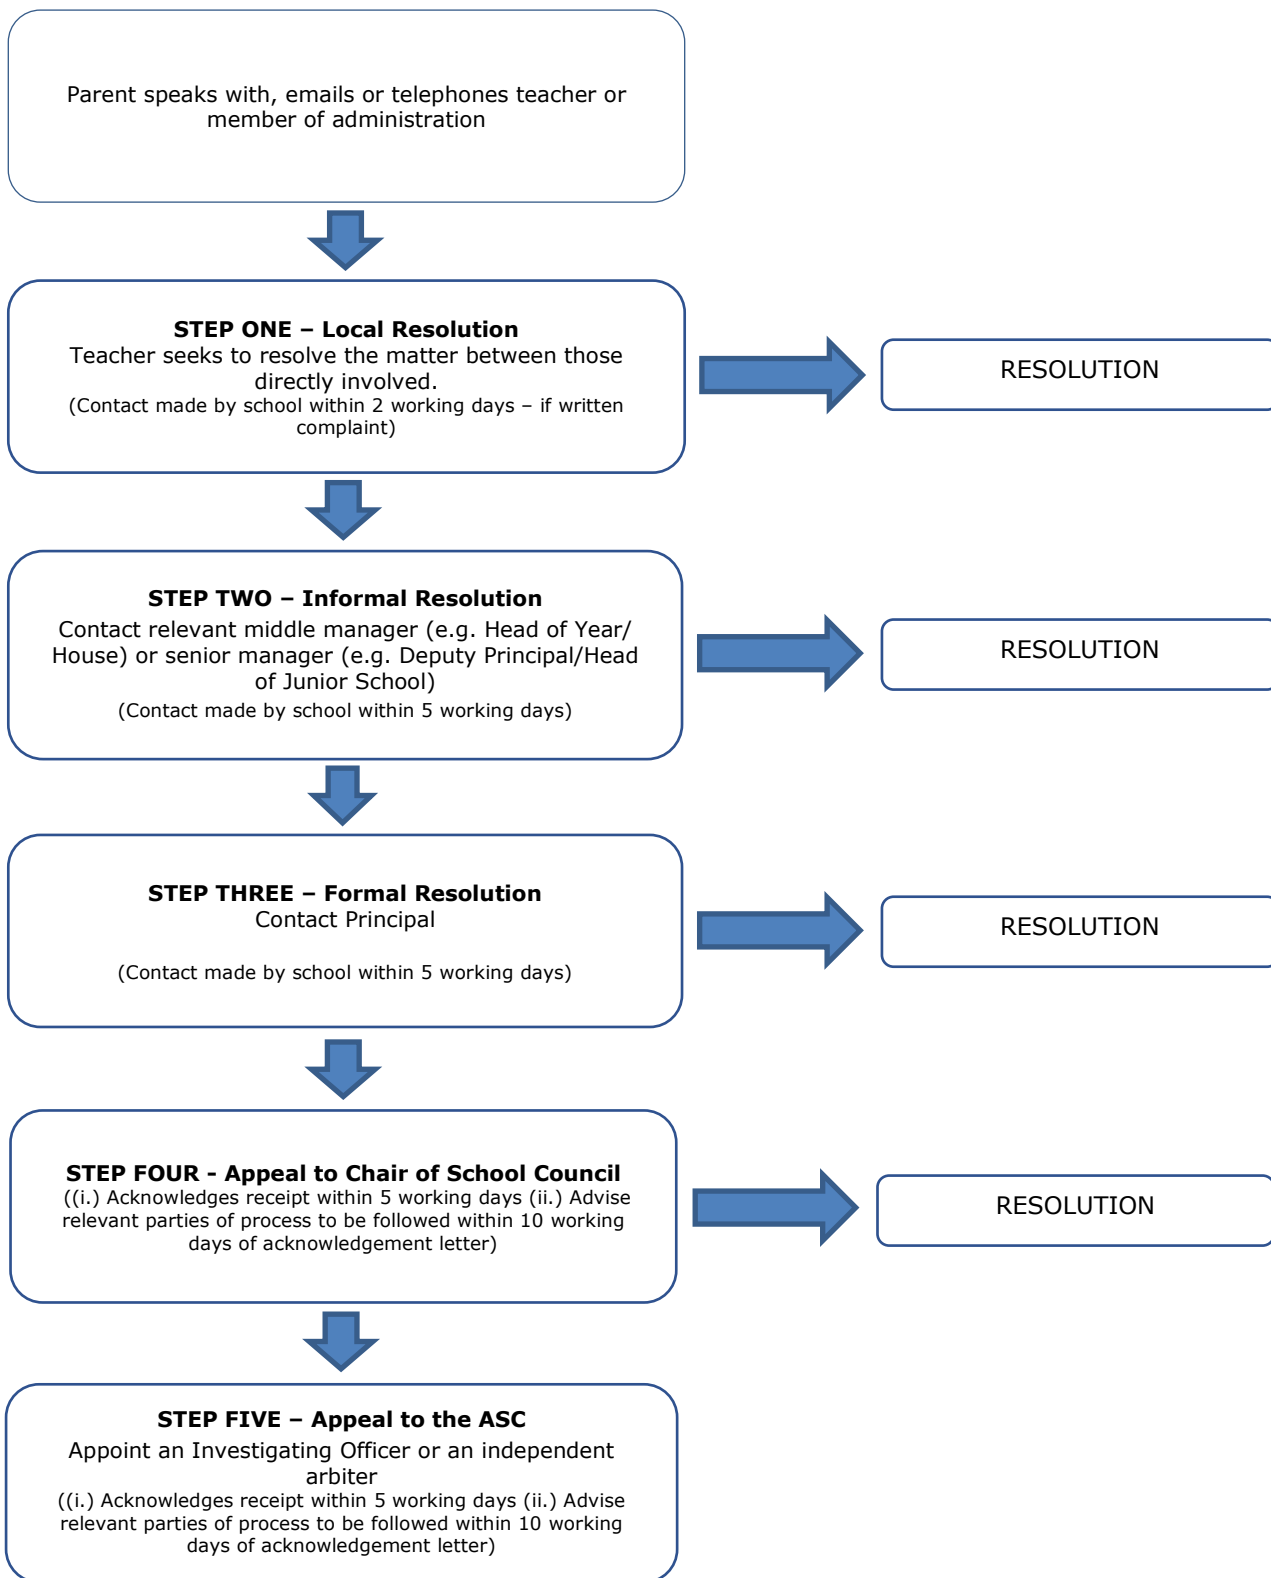 Parent speaks with, emails or telephones teacher or
member of administration
STEP ONE – Local Resolution
Teacher seeks to resolve the matter between those
directly involved.
(Contact made by school within 2 working days – if written
complaint)
RESOLUTION
STEP TWO – Informal Resolution
Contact relevant middle manager (e.g. Head of Year/
House) or senior manager (e.g. Deputy Principal/Head
of Junior School)
(Contact made by school within 5 working days)
RESOLUTION
STEP THREE – Formal Resolution
Contact Principal
(Contact made by school within 5 working days)
RESOLUTION
STEP FOUR - Appeal to Chair of School Council
((i.) Acknowledges receipt within 5 working days (ii.) Advise
relevant parties of process to be followed within 10 working
days of acknowledgement letter)
RESOLUTION
STEP FIVE – Appeal to the ASC
Appoint an Investigating Officer or an independent
arbiter
((i.) Acknowledges receipt within 5 working days (ii.) Advise
relevant parties of process to be followed within 10 working
days of acknowledgement letter)